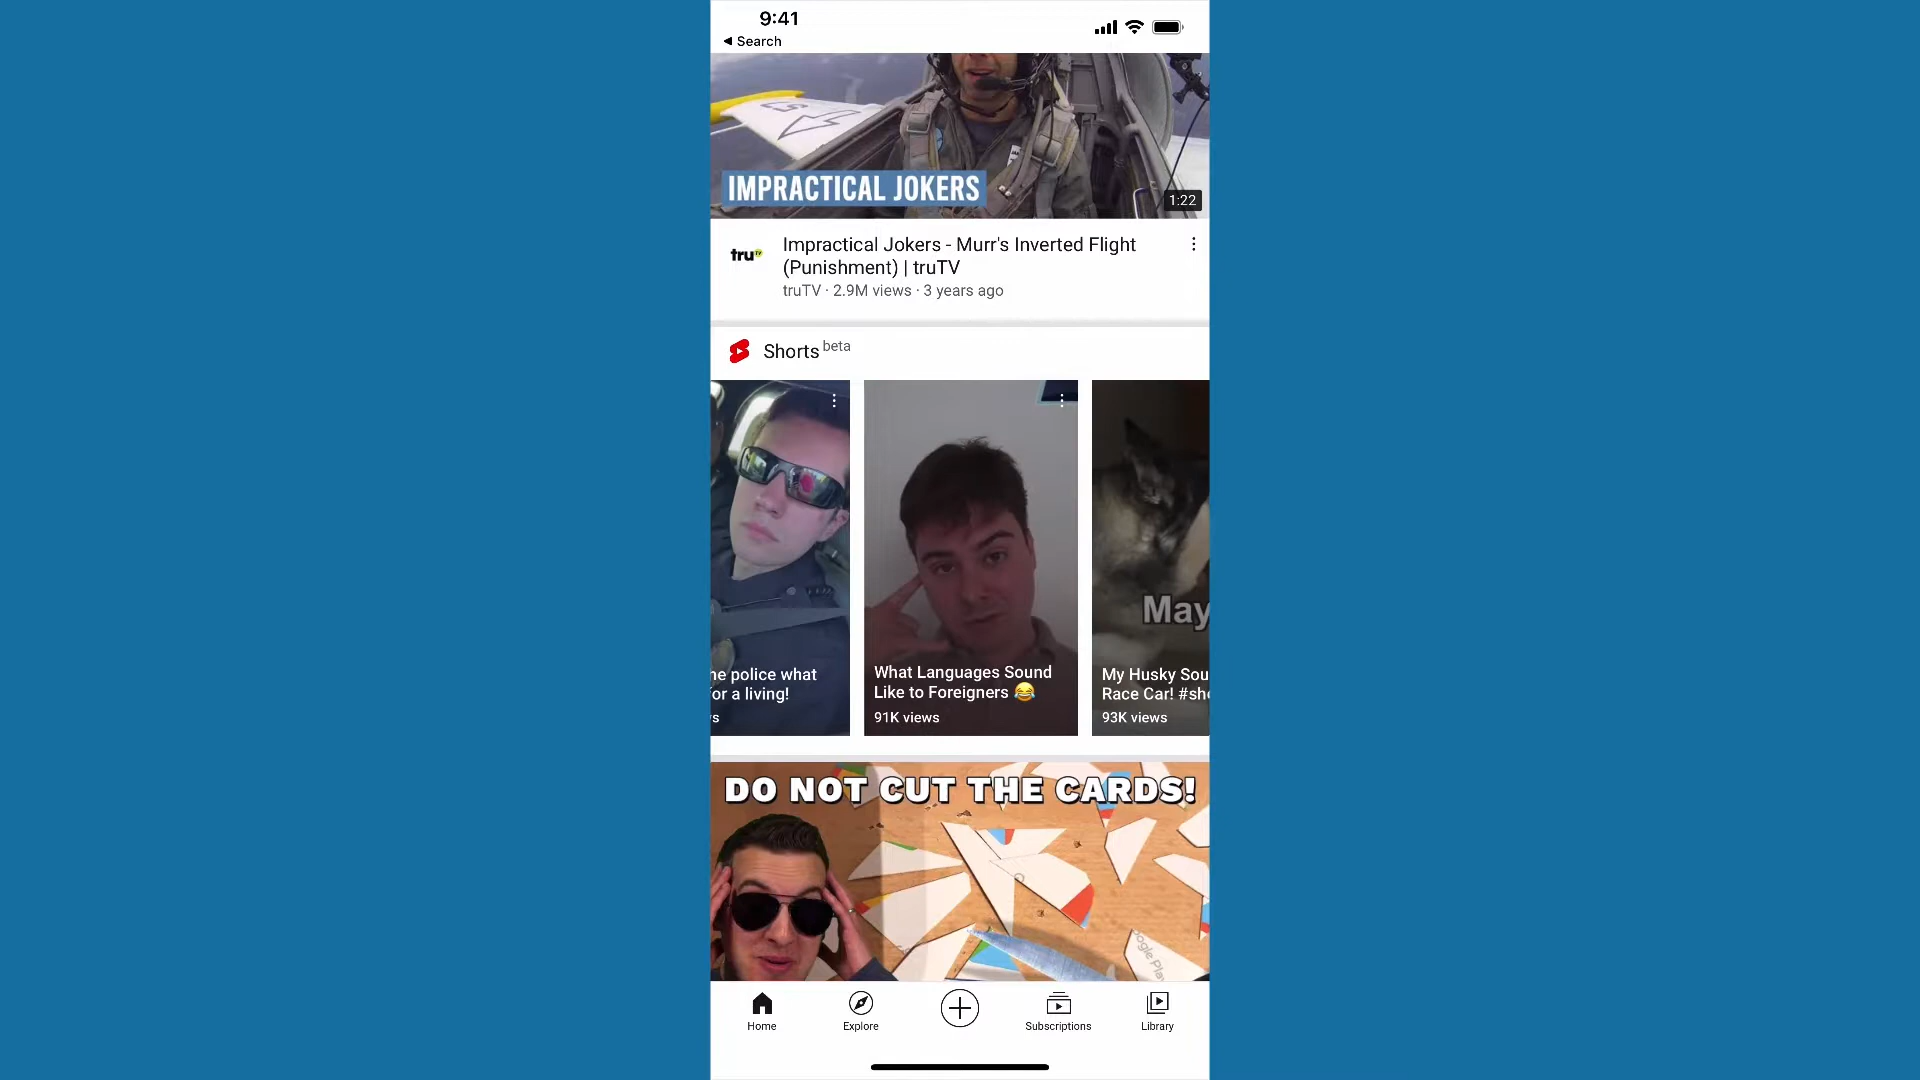 9:41
Search
IMPRACTICAL JOKERS
1:22
tru
Impractical Jokers - Murr's Inverted Flight
(Punishment) | truTV
truTV · 2.9M views · 3 years ago
Shorts beta
police what
for a living!
What Languages Sound
Like to Foreigners 😂
91K views
May
My Husky Sou
Race Car! #sho
93K views
DO NOT CUT THE CARDS!
Home
Explore
Subscriptions
Library